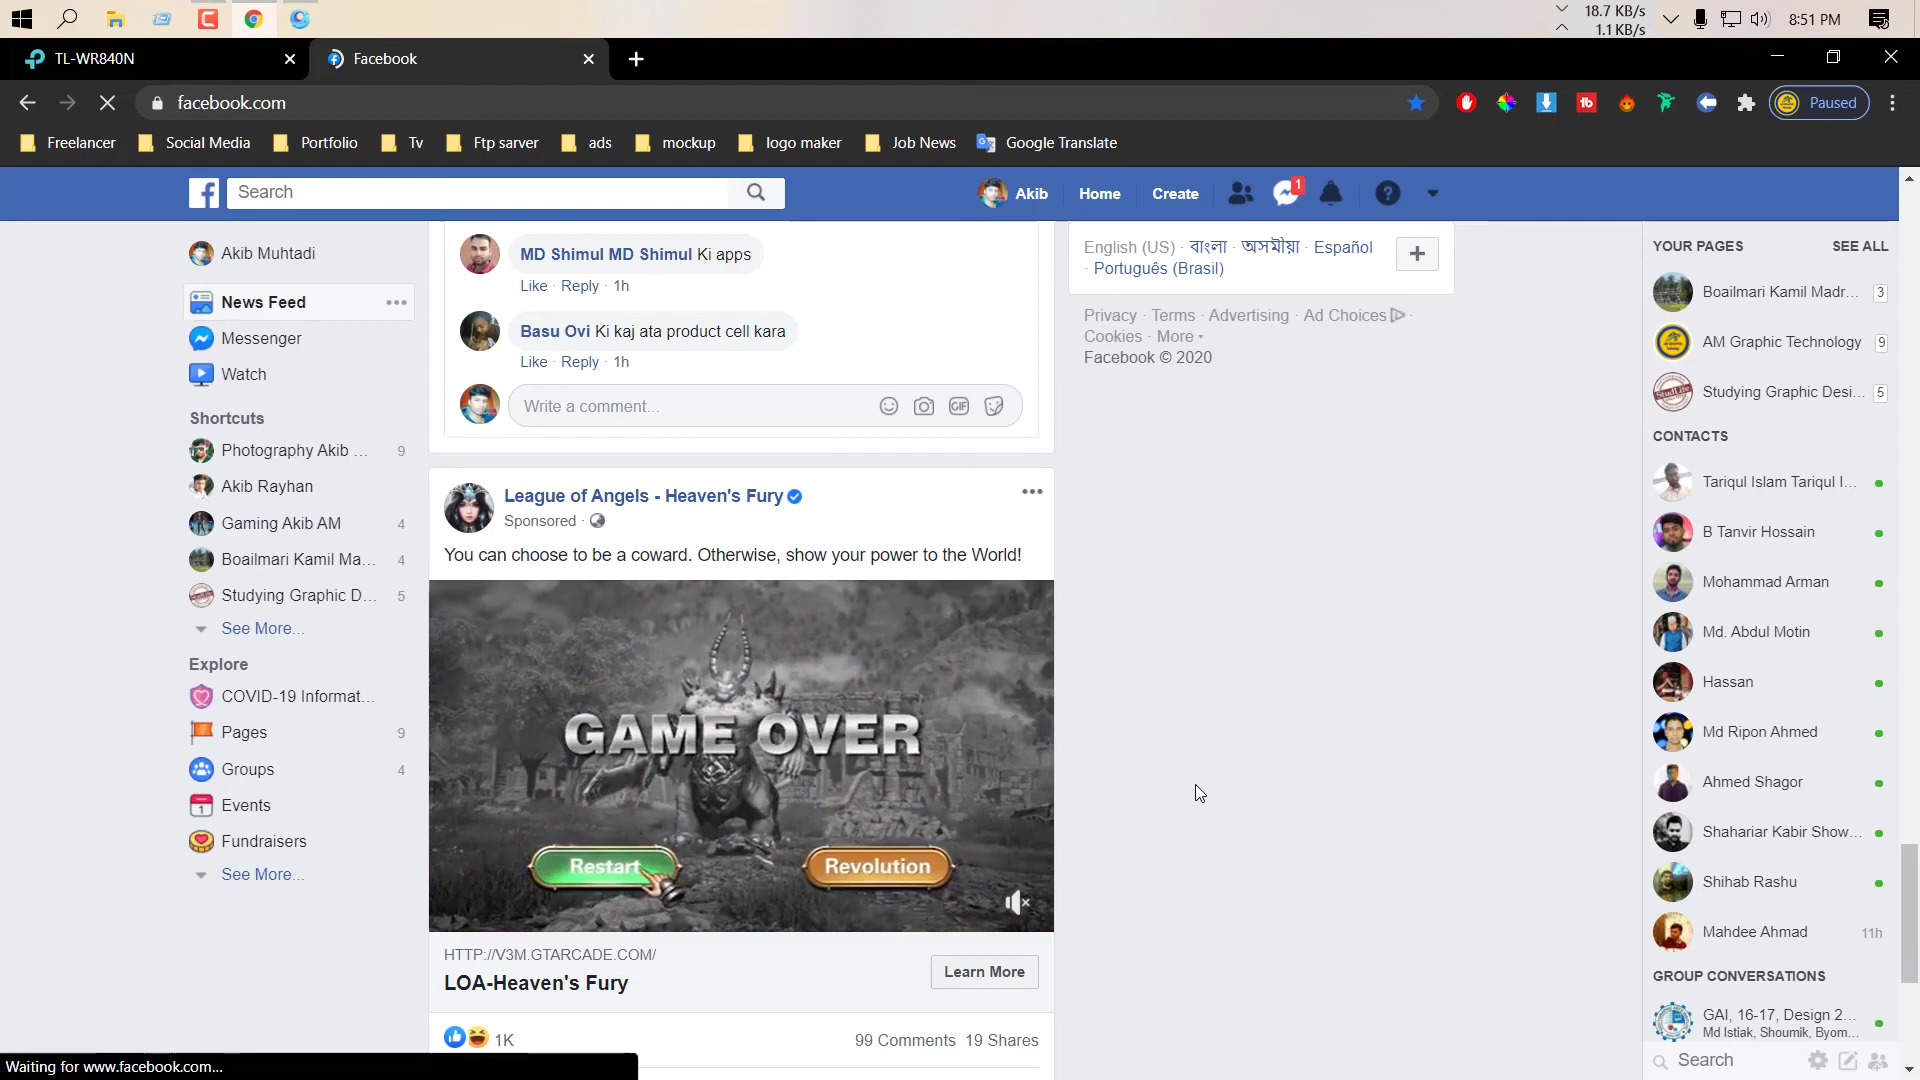 18.7 KB/s
1.1 KB/s
8:51 PM
TL-WR840N
Facebook
facebook.com
Paused
Freelancer
Social Media
Portfolio
Tv
Ftp sarver
ads
mockup
logo maker
Job News
Google Translate
Search
Akib
Home
Create
1
Akib Muhtadi
News Feed
Messenger
Watch
Shortcuts
Photography Akib ... 9
Akib Rayhan
Gaming Akib AM 4
Boailmari Kamil Ma... 4
Studying Graphic D... 5
See More...
Explore
COVID-19 Informat...
Pages 9
Groups 4
Events
Fundraisers
See More...
MD Shimul MD Shimul Ki apps
Like · Reply · 1h
Basu Ovi Ki kaj ata product cell kara
Like · Reply · 1h
Write a comment...
GIF
League of Angels - Heaven's Fury
Sponsored ·
You can choose to be a coward. Otherwise, show your power to the World!
GAME OVER
Restart
Revolution
HTTP://V3M.GTARCADE.COM/
LOA-Heaven's Fury
Learn More
1K
99 Comments 19 Shares
English (US) · বাংলা · অসমীয়া · Español
· Português (Brasil)
Privacy · Terms · Advertising · Ad Choices ·
Cookies · More
Facebook © 2020
YOUR PAGES SEE ALL
Boailmari Kamil Madr... 3
AM Graphic Technology 9
Studying Graphic Desi... 5
CONTACTS
Tariqul Islam Tariqul I...
B Tanvir Hossain
Mohammad Arman
Md. Abdul Motin
Hassan
Md Ripon Ahmed
Ahmed Shagor
Shahariar Kabir Show...
Shihab Rashu
Mahdee Ahmad 11h
GROUP CONVERSATIONS
GAI, 16-17, Design 2...
Md Istiak, Shoumik, Byom...
Search
Waiting for www.facebook.com...